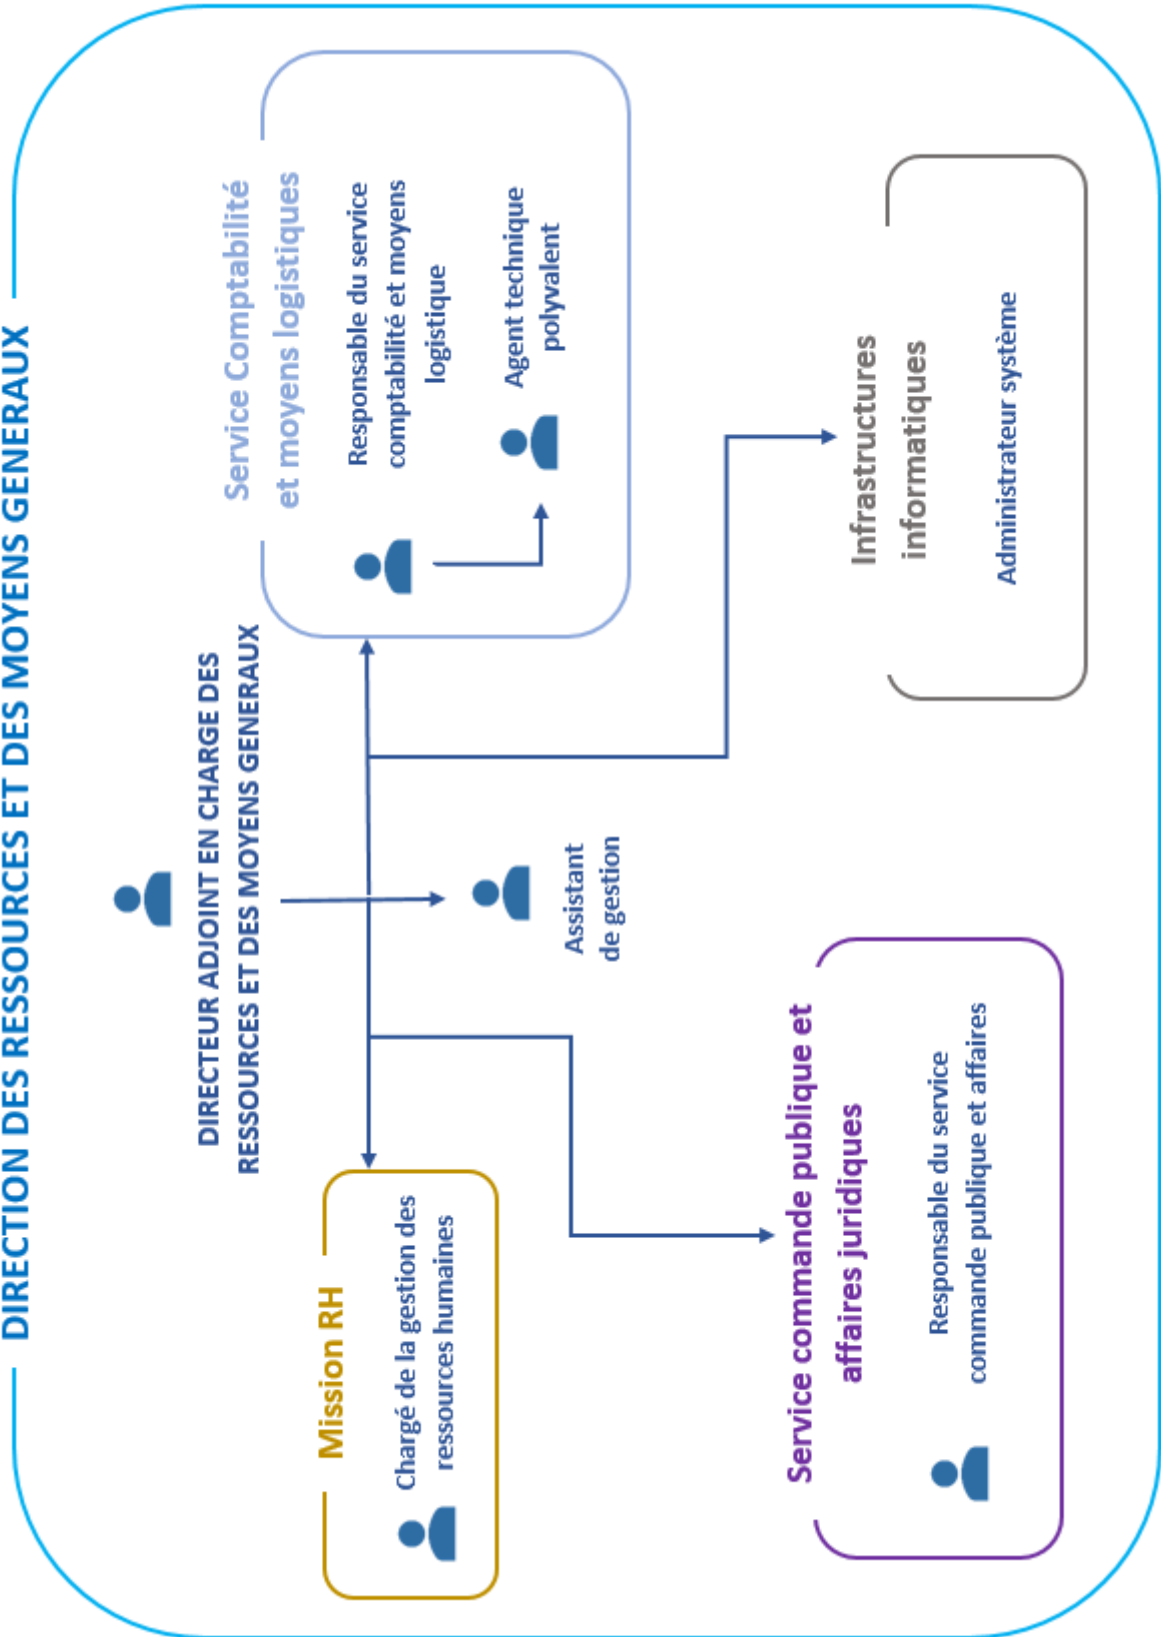 DIRECTION DES RESSOURCES ET DES MOYENS GENERAUX
DIRECTEUR ADJOINT EN CHARGE DES
RESSOURCES ET DES MOYENS GENERAUX
Mission RH
Chargé de la gestion des
ressources humaines
Assistant
de gestion
Service Comptabilité
et moyens logistiques
Responsable du service
comptabilité et moyens
logistique
Agent technique
polyvalent
Service commande publique et
affaires juridiques
Responsable du service
commande publique et affaires
Infrastructures
informatiques
Administrateur système